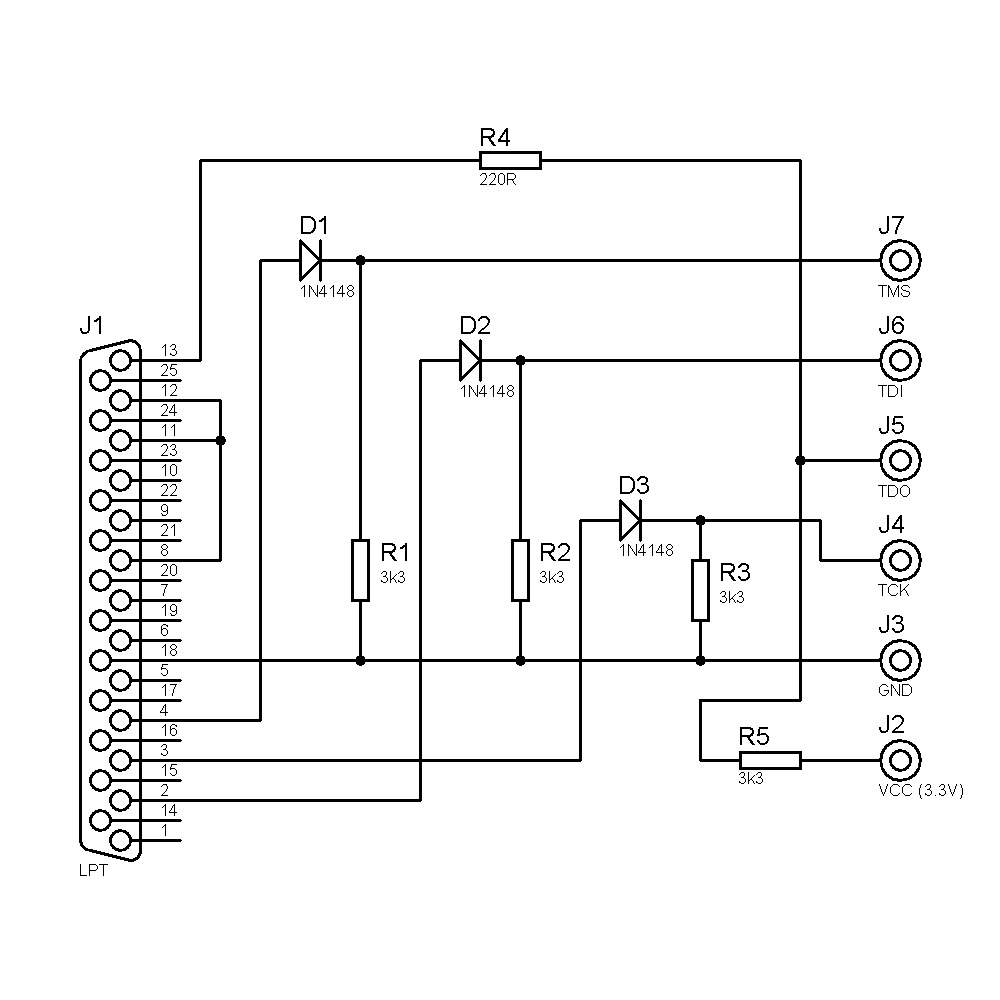 R4
220R
D1
1N4148
J7
TMS
D2
1N4148
J6
TDI
J1
13
25
12
24
11
23
10
22
9
21
8
20
7
19
6
18
5
17
4
16
3
15
2
14
1
LPT
J5
TDO
D3
1N4148
J4
TCK
R1
3k3
R2
3k3
R3
3k3
J3
GND
R5
3k3
J2
VCC (3.3V)